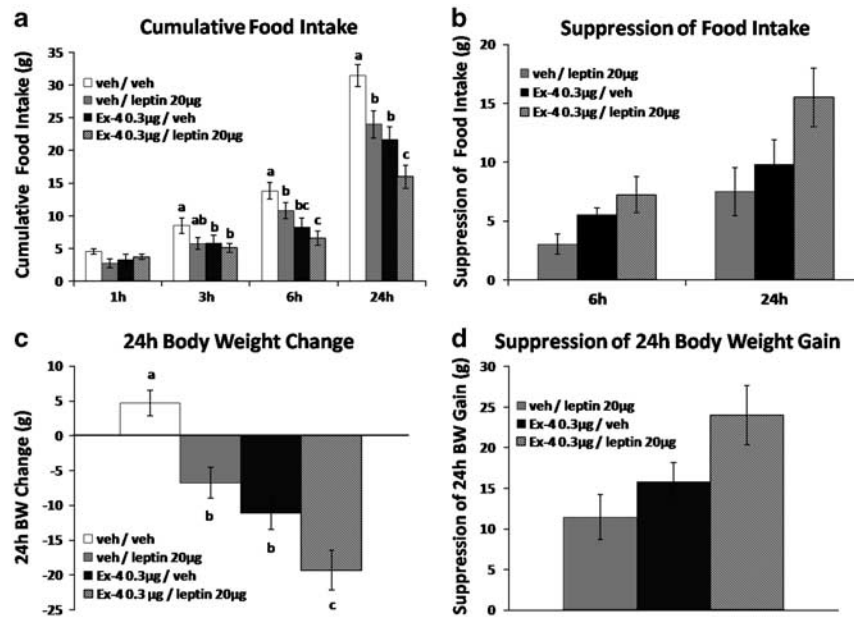 a
Cumulative Food Intake
Cumulative Food Intake (g)
35
30
25
20
15
10
5
0
veh / veh
veh / leptin 20µg
Ex-4 0.3µg / veh
Ex-4 0.3µg / leptin 20µg
a
ab
b
b
a
b
bc
c
a
b
b
c
1h
3h
6h
24h
b
Suppression of Food Intake
Suppression of Food Intake (g)
20
15
10
5
0
veh / leptin 20µg
Ex-4 0.3µg / veh
Ex-4 0.3µg / leptin 20µg
6h
24h
c
24h Body Weight Change
24h BW Change (g)
10
5
0
-5
-10
-15
-20
-25
a
b
b
c
veh / veh
veh / leptin 20µg
Ex-4 0.3µg / veh
Ex-4 0.3 µg / leptin 20µg
d
Suppression of 24h Body Weight Gain
Suppression of 24h BW Gain (g)
30
25
20
15
10
5
0
veh / leptin 20µg
Ex-4 0.3µg / veh
Ex-4 0.3µg / leptin 20µg